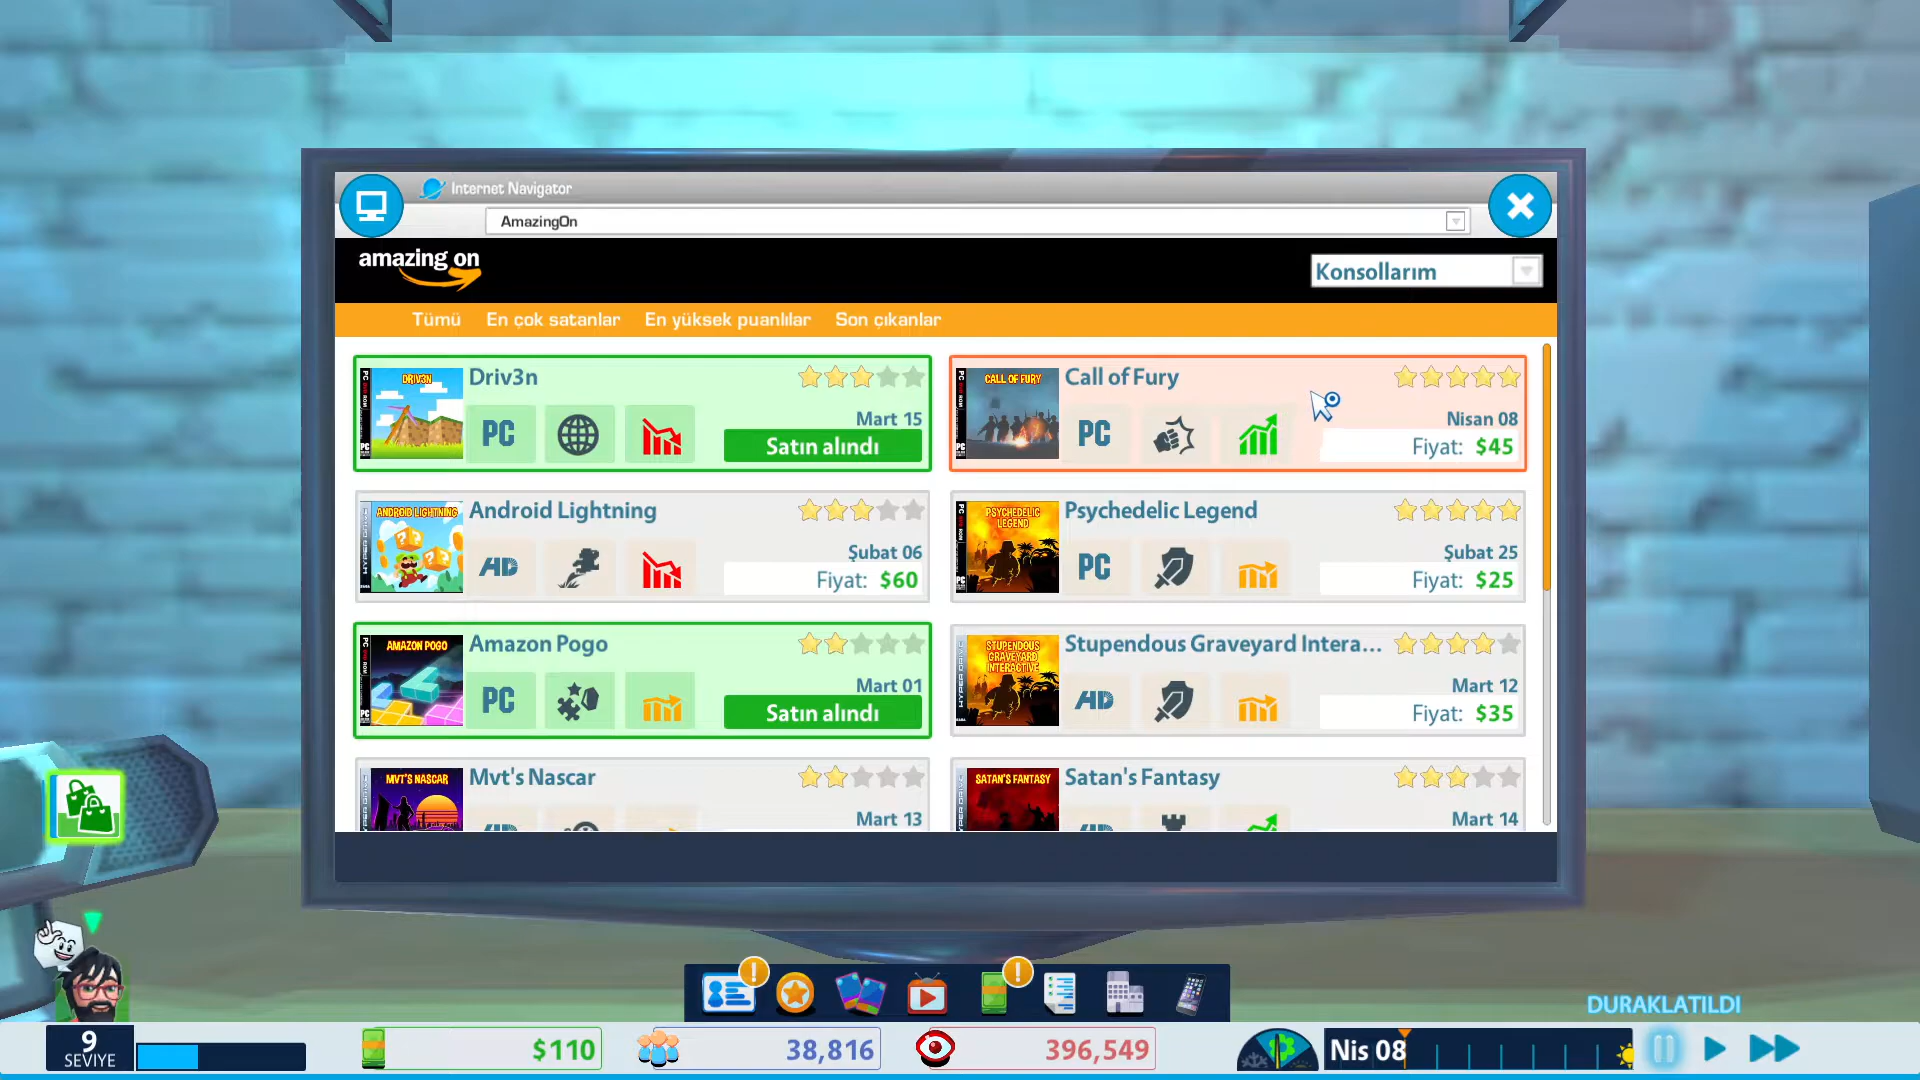 Internet Navigator
AmazingOn
amazing on
Konsollarım
Tümü En çok satanlar En yüksek puanlılar Son çıkanlar
DRIV3N
Driv3n
PC
Mart 15
Satın alındı
CALL OF FURY
Call of Fury
PC
Nisan 08
Fiyat: $45
ANDROID LIGHTNING
Android Lightning
HD
Şubat 06
Fiyat: $60
PSYCHEDELIC
LEGEND
Psychedelic Legend
PC
Şubat 25
Fiyat: $25
AMAZON POGO
Amazon Pogo
PC
Mart 01
Satın alındı
STUPENDOUS
GRAVEYARD
INTERACTIVE
Stupendous Graveyard Intera...
HD
Mart 12
Fiyat: $35
MVT'S NASCAR
Mvt's Nascar
Mart 13
SATAN'S FANTASY
Satan's Fantasy
Mart 14
DURAKLATILDI
9
SEVİYE
$110
38,816
396,549
Nis 08